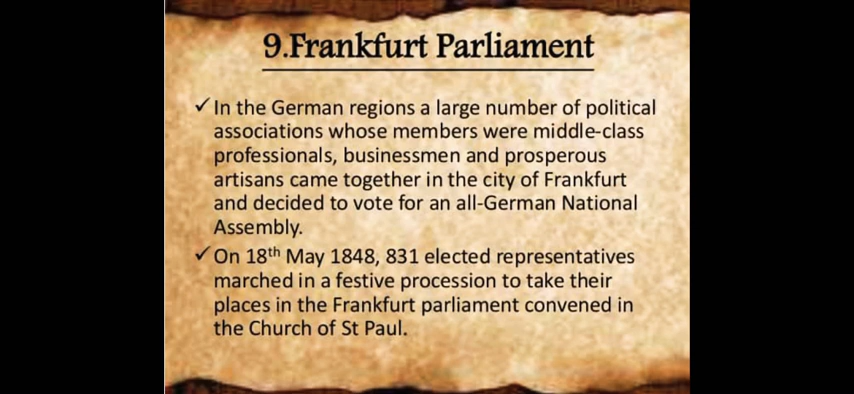 9.Frankfurt Parliament
✓In the German regions a large number of political
associations whose members were middle-class
professionals, businessmen and prosperous
artisans came together in the city of Frankfurt
and decided to vote for an all-German National
Assembly.
✓On 18th May 1848, 831 elected representatives
marched in a festive procession to take their
places in the Frankfurt parliament convened in
the Church of St Paul.